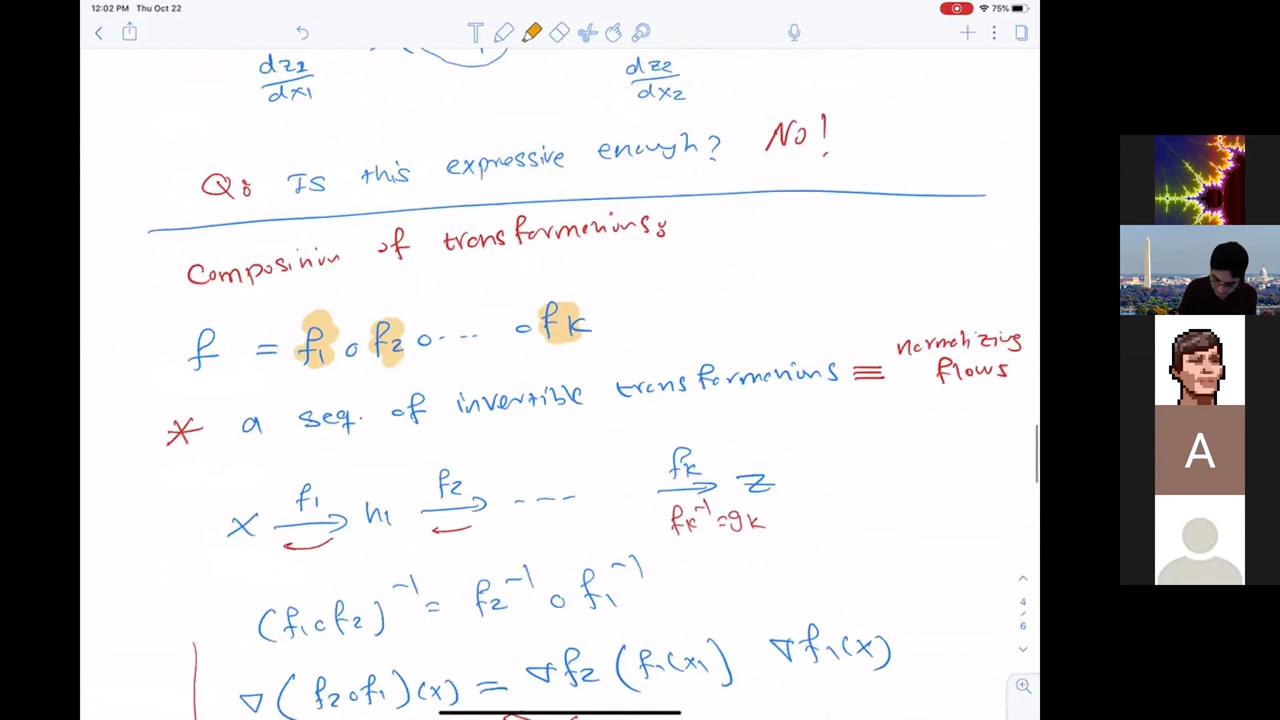 12:02 PM Thu Oct 22
75%
dz1/dx1 dz2/dx2
Q: Is this expressive enough? No!
Composition of transformations:
f = f1 o f2 o ... o fk
* a seq. of invertible transformations ≡ normalizing flows
x →f1 h1 →f2 ---- →fk z
fk^-1 = gk
(f1 o f2)^-1 = f2^-1 o f1^-1
∇(f2 o f1)(x) = ∇f2 (f1(x)) ∇f1(x)
4
/
6
A